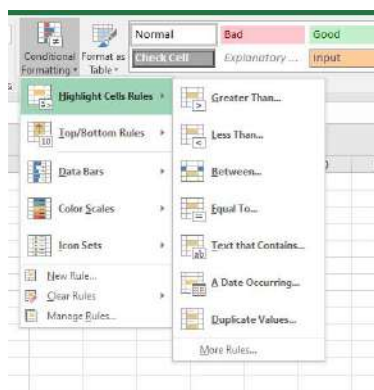 Normal Bad Good
Conditional Formatting Format as Table Check Cell Explanatory ... Input
Highlight Cells Rules
Top/Bottom Rules
Data Bars
Color Scales
Icon Sets
New Rule...
Clear Rules
Manage Rules...
Greater Than...
Less Than...
Between...
Equal To...
Text that Contains...
A Date Occurring...
Duplicate Values...
More Rules...